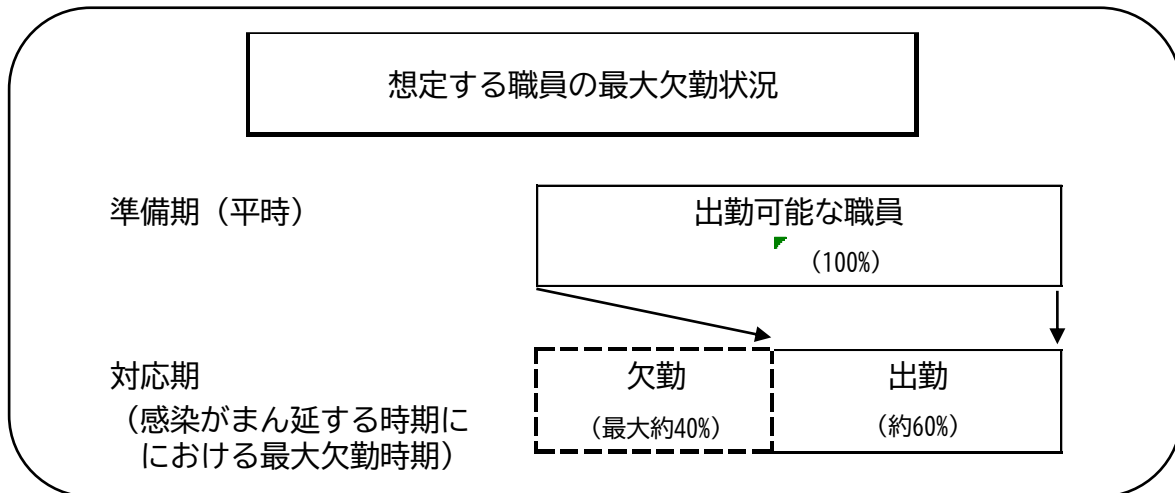 想定する職員の最大欠勤状況
準備期（平時）
出勤可能な職員
（100%）
対応期
（感染がまん延する時期に
における最大欠勤時期）
欠勤
（最大約40%）
出勤
（約60%）